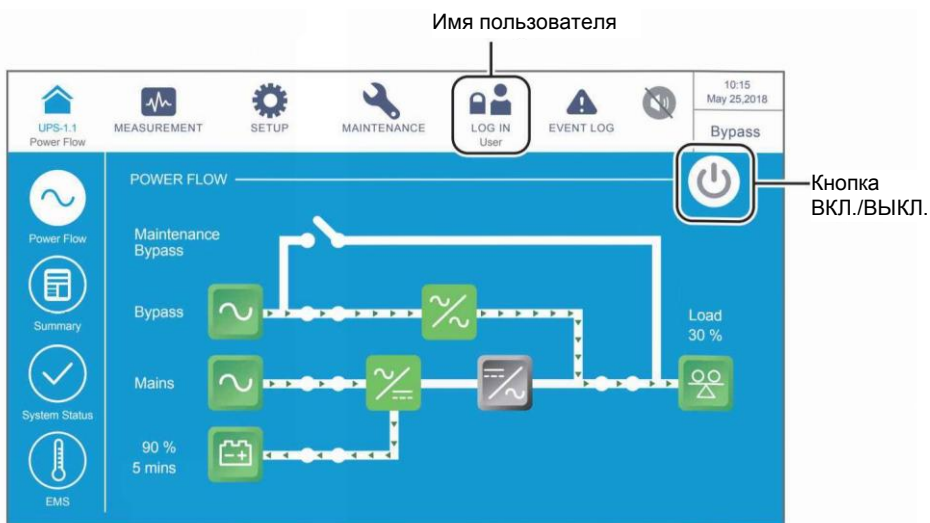 Имя пользователя
UPS-1.1
Power Flow
MEASUREMENT
SETUP
MAINTENANCE
LOG IN
User
EVENT LOG
10:15
May 25,2018
Bypass
POWER FLOW
Кнопка
ВКЛ./ВЫКЛ.
Power Flow
Maintenance
Bypass
Bypass
Load
30 %
Summary
Mains
System Status
90 %
5 mins
EMS